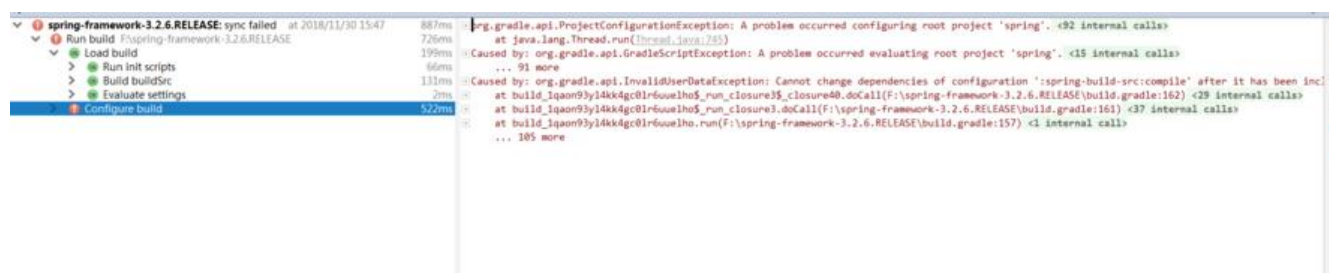 spring-framework-3.2.6.RELEASE: sync failed at 2018/11/30 15:47 887ms
Run build F:\spring-framework-3.2.6.RELEASE 726ms
Load build 199ms
Run init scripts 66ms
Build buildSrc 131ms
Evaluate settings 2ms
Configure build 522ms
org.gradle.api.ProjectConfigurationException: A problem occurred configuring root project 'spring'. <92 internal calls>
at java.lang.Thread.run(Thread.java:745)
Caused by: org.gradle.api.GradleScriptException: A problem occurred evaluating root project 'spring'. <15 internal calls>
... 91 more
Caused by: org.gradle.api.InvalidUserDataException: Cannot change dependencies of configuration ':spring-build-src:compile' after it has been incl
at build_1qaon93yl4kk4gc0lr6uuelho$_run_closure3$_closure40.doCall(F:\spring-framework-3.2.6.RELEASE\build.gradle:162) <29 internal calls>
at build_1qaon93yl4kk4gc0lr6uuelho$_run_closure3.doCall(F:\spring-framework-3.2.6.RELEASE\build.gradle:161) <37 internal calls>
at build_1qaon93yl4kk4gc0lr6uuelho.run(F:\spring-framework-3.2.6.RELEASE\build.gradle:157) <1 internal call>
... 105 more